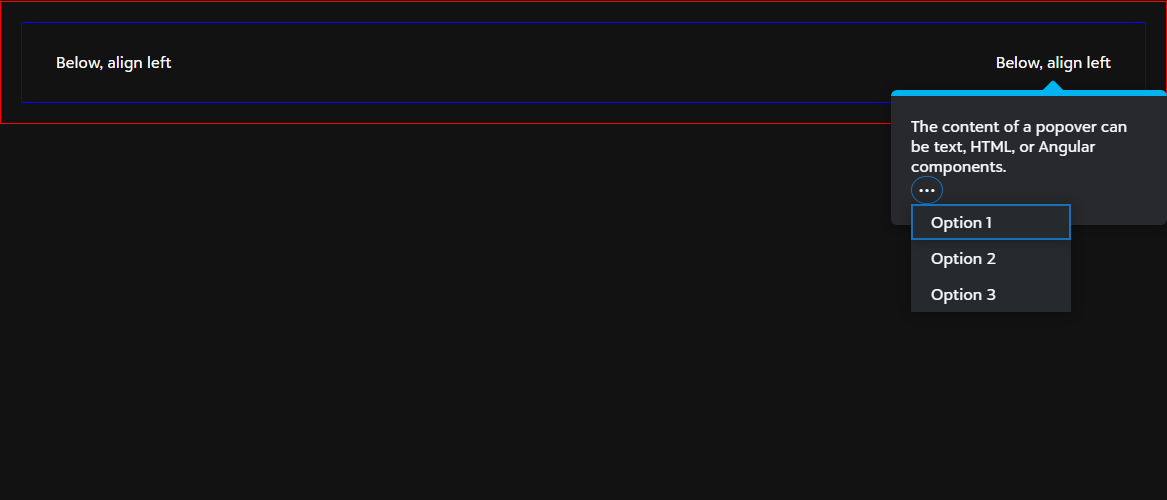 Below, align left
Below, align left
The content of a popover can
be text, HTML, or Angular
components.
Option 1
Option 2
Option 3